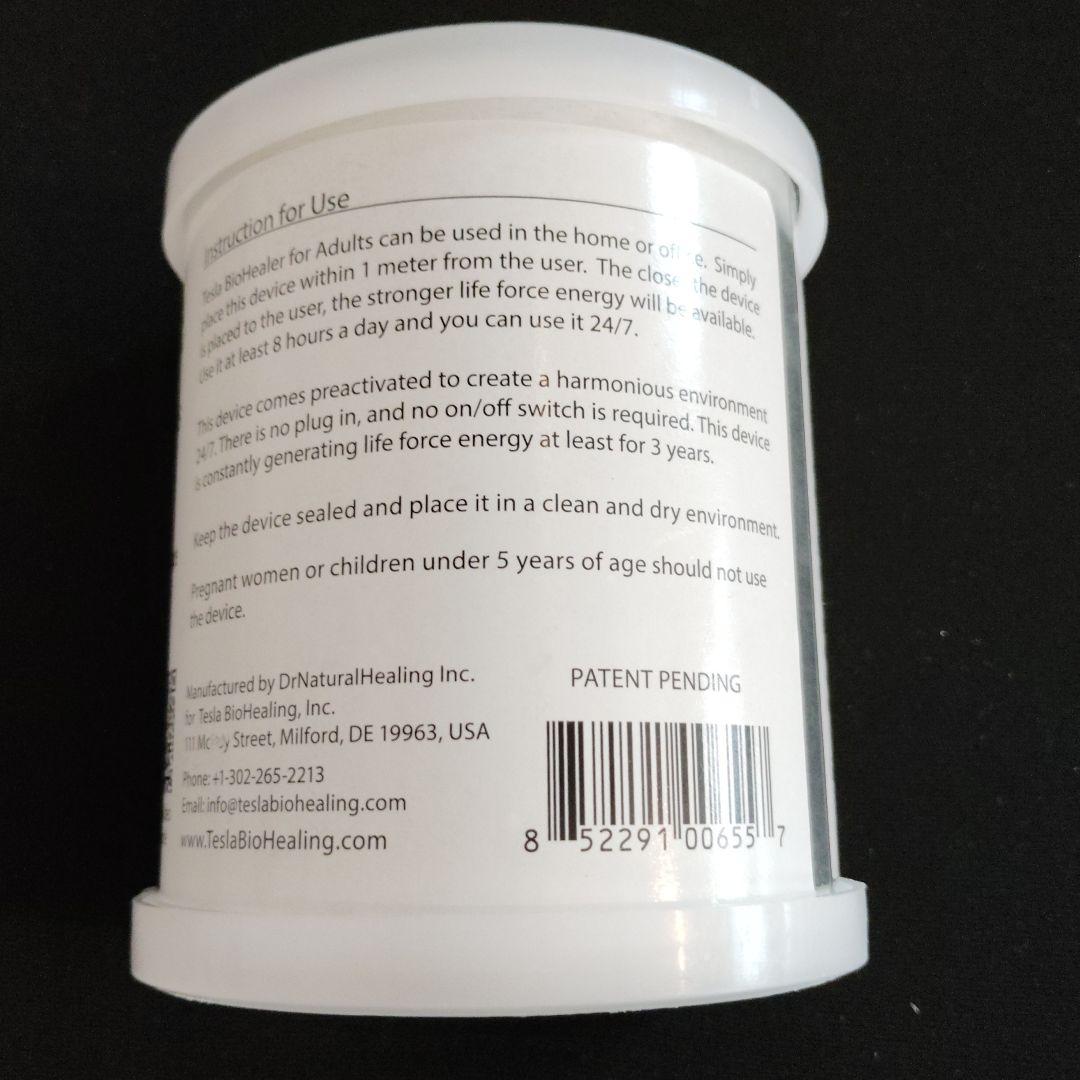 Instruction for Use
Tesla BioHealer for Adults can be used in the home or office. Simply
place this device within 1 meter from the user. The close the device
is placed to the user, the stronger life force energy will be available.
Use it at least 8 hours a day and you can use it 24/7.
This device comes preactivated to create a harmonious environment
24/7. There is no plug in, and no on/off switch is required. This device
is constantly generating life force energy at least for 3 years.
Keep the device sealed and place it in a clean and dry environment.
Pregnant women or children under 5 years of age should not use
the device.
Manufactured by DrNaturalHealing Inc.
for Tesla BioHealing, Inc.
111 Street, Milford, DE 19963, USA
Phone: +1-302-265-2213
Email: info@teslabiohealing.com
www.TeslaBioHealing.com
PATENT PENDING
8 52291 00655 7